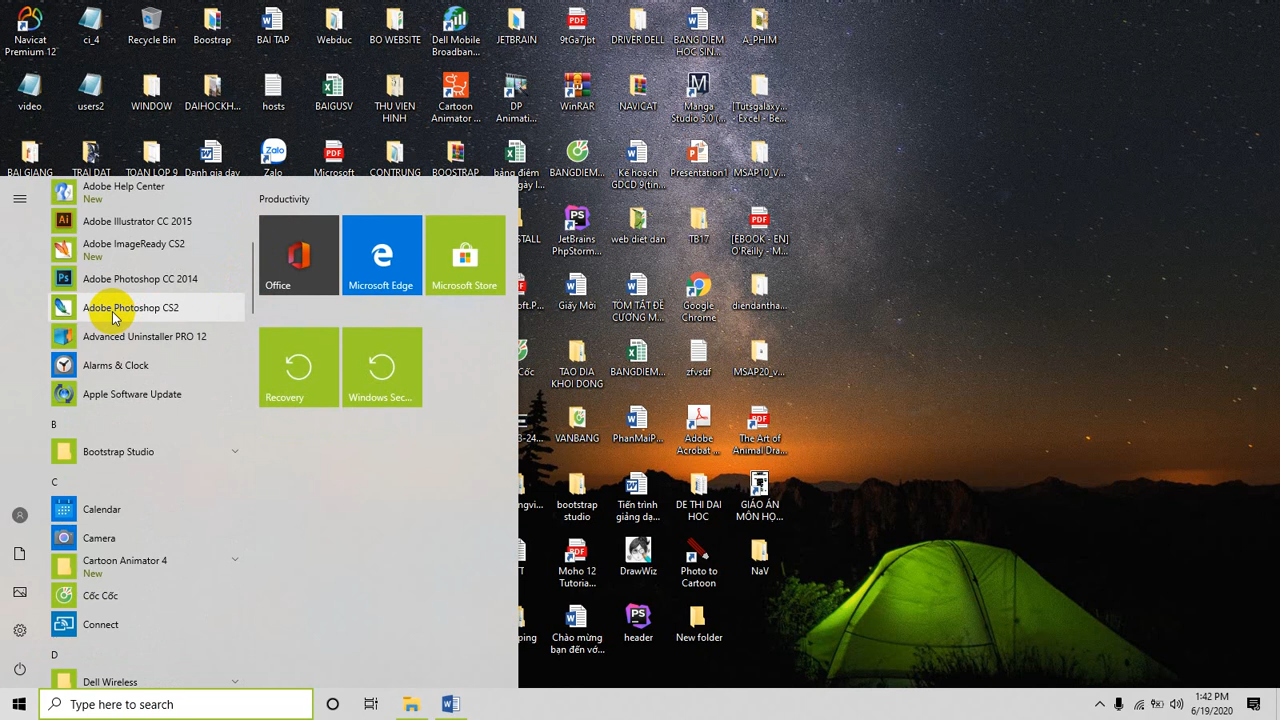 Navicat
Premium 12
ci_4
Recycle Bin
Boostrap
BAI TAP
Webduc
BO WEBSITE
Dell Mobile
Broadban...
JETBRAIN
9tGa7jbt
DRIVER DELL
BANG DIEM
HOC SIN...
A_PHIM
video
users2
WINDOW
DAIHOCKH...
hosts
BAIGUSV
THU VIEN
HINH
Cartoon
Animator ...
DP
Animati...
WinRAR
NAVICAT
Manga
Studio 5.0 (...
[Tutsgalaxy...
- Excel - Be...
BAI GIANG
TRAI DAT
TOAN LOP 9
Danh gia day
Zalo
Microsoft
CONTRUNG
BOOSTRAP
bảng điểm
BANGDIEM...
Kế hoạch
GDCD 9(tin...
Presentation1
MSAP10_V...
JetBrains
PhpStorm...
web diet dan
TB17
[EBOOK - EN]
O'Reilly - M...
Giấy Mời
TÓM TẮT ĐỀ
CƯƠNG M...
Google
Chrome
diendantha...
TAO DIA
KHOI DONG
BANGDIEM...
zfvsdf
MSAP20_v...
VANBANG
PhanMaiP...
Adobe
Acrobat ...
The Art of
Animal Dra...
bootstrap
studio
Tiến trình
giảng dạ...
DE THI DAI
HOC
GIÁO ÁN
MÔN HỌ...
Moho 12
Tutoria...
DrawWiz
Photo to
Cartoon
NaV
Chào mừng
bạn đến vớ...
header
New folder
Adobe Help Center
New
Adobe Illustrator CC 2015
Adobe ImageReady CS2
New
Adobe Photoshop CC 2014
Adobe Photoshop CS2
Advanced Uninstaller PRO 12
Alarms & Clock
Apple Software Update
B
Bootstrap Studio
C
Calendar
Camera
Cartoon Animator 4
New
Cốc Cốc
Connect
D
Dell Wireless
Productivity
Office
Microsoft Edge
Microsoft Store
Recovery
Windows Sec...
Type here to search
1:42 PM
6/19/2020